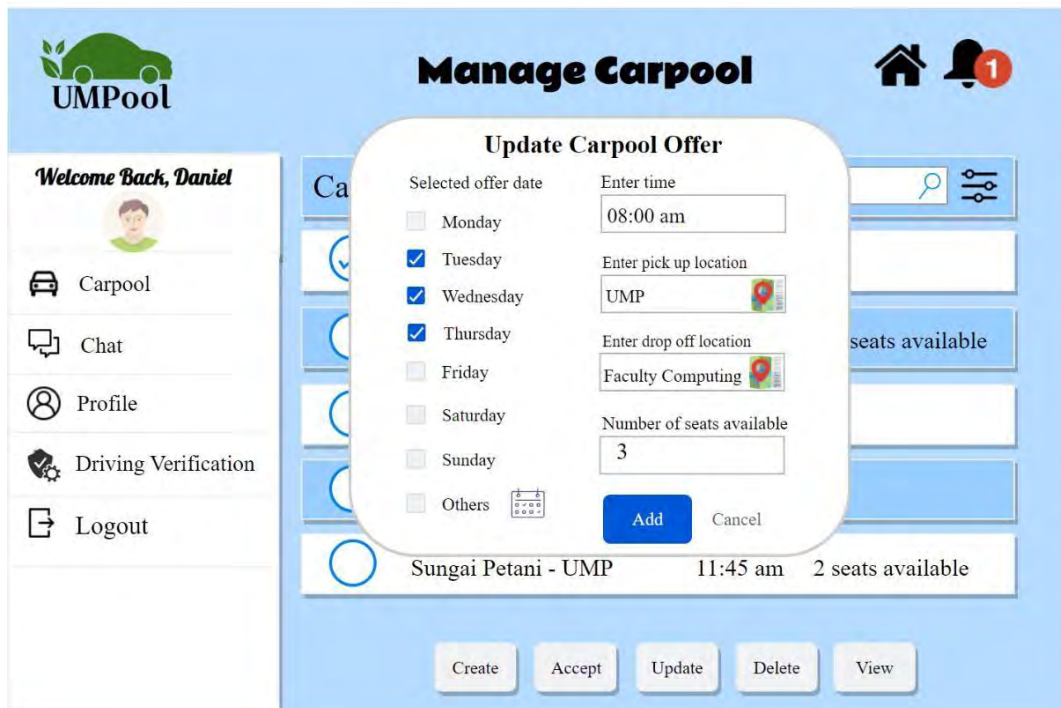 UMPool
Manage Carpool
1
Welcome Back, Daniel
Carpool
Chat
Profile
Driving Verification
Logout
Ca
seats available
Sungai Petani - UMP 11:45 am 2 seats available
Update Carpool Offer
Selected offer date
Monday
Tuesday
Wednesday
Thursday
Friday
Saturday
Sunday
Others
Enter time
08:00 am
Enter pick up location
UMP
Enter drop off location
Faculty Computing
Number of seats available
3
Add Cancel
Create Accept Update Delete View